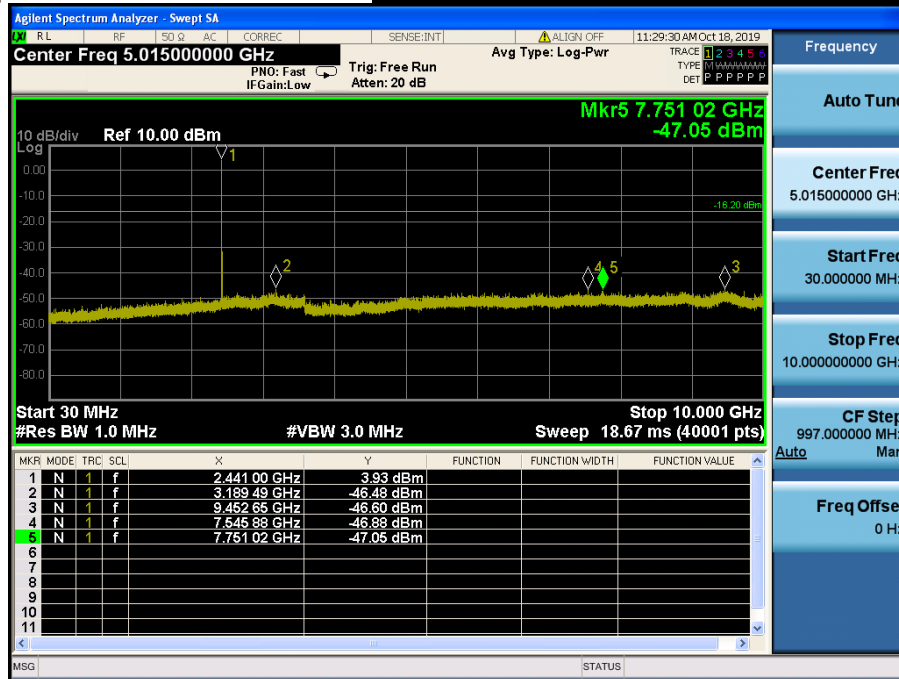 Agilent Spectrum Analyzer - Swept SA
LXI RL RF 50 Ω AC CORREC SENSE:INT ALIGN OFF 11:29:30 AM Oct 18, 2019
Center Freq 5.015000000 GHz Avg Type: Log-Pwr TRACE 1 2 3 4 5 6
PNO: Fast Trig: Free Run TYPE M WWWWW
IFGain:Low Atten: 20 dB DET P P P P P P
Mkr5 7.751 02 GHz
-47.05 dBm
10 dB/div Ref 10.00 dBm
Log
1
0.00
-10.0
-16.20 dBm
-20.0
-30.0
2 4 5 3
-40.0
-50.0
-60.0
-70.0
-80.0
Start 30 MHz Stop 10.000 GHz
#Res BW 1.0 MHz #VBW 3.0 MHz Sweep 18.67 ms (40001 pts)
MKR MODE TRC SCL X Y FUNCTION FUNCTION WIDTH FUNCTION VALUE
1 N 1 f 2.441 00 GHz 3.93 dBm
2 N 1 f 3.189 49 GHz -46.48 dBm
3 N 1 f 9.452 65 GHz -46.60 dBm
4 N 1 f 7.545 88 GHz -46.88 dBm
5 N 1 f 7.751 02 GHz -47.05 dBm
6
7
8
9
10
11
MSG STATUS
Frequency
Auto Tune
Center Freq
5.015000000 GHz
Start Freq
30.000000 MHz
Stop Freq
10.000000000 GHz
CF Step
997.000000 MHz
Auto Man
Freq Offset
0 Hz